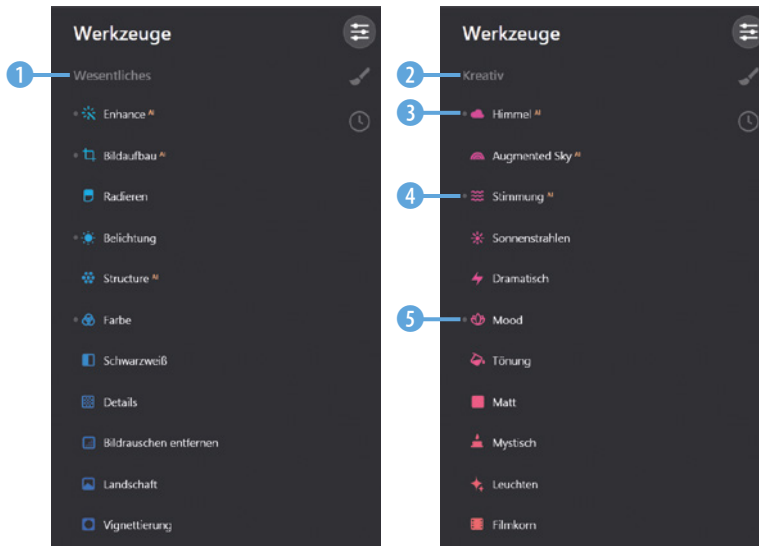 Werkzeuge
1 Wesentliches
Enhance AI
Bildaufbau AI
Radieren
Belichtung
Structure AI
Farbe
Schwarzweiß
Details
Bildrauschen entfernen
Landschaft
Vignettierung
Werkzeuge
2 Kreativ
3 Himmel AI
Augmented Sky AI
4 Stimmung AI
Sonnenstrahlen
Dramatisch
5 Mood
Tönung
Matt
Mystisch
Leuchten
Filmkorn